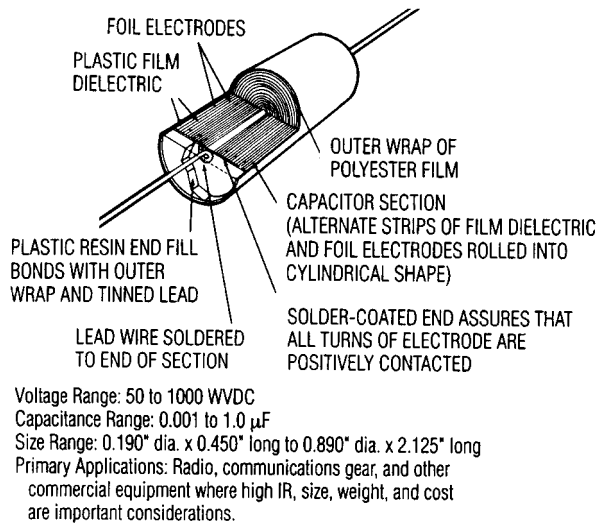 FOIL ELECTRODES
PLASTIC FILM
DIELECTRIC
OUTER WRAP OF
POLYESTER FILM
CAPACITOR SECTION
(ALTERNATE STRIPS OF FILM DIELECTRIC
AND FOIL ELECTRODES ROLLED INTO
CYLINDRICAL SHAPE)
PLASTIC RESIN END FILL
BONDS WITH OUTER
WRAP AND TINNED LEAD
SOLDER-COATED END ASSURES THAT
ALL TURNS OF ELECTRODE ARE
POSITIVELY CONTACTED
LEAD WIRE SOLDERED
TO END OF SECTION
Voltage Range: 50 to 1000 WVDC
Capacitance Range: 0.001 to 1.0 µF
Size Range: 0.190" dia. x 0.450" long to 0.890" dia. x 2.125" long
Primary Applications: Radio, communications gear, and other
commercial equipment where high IR, size, weight, and cost
are important considerations.